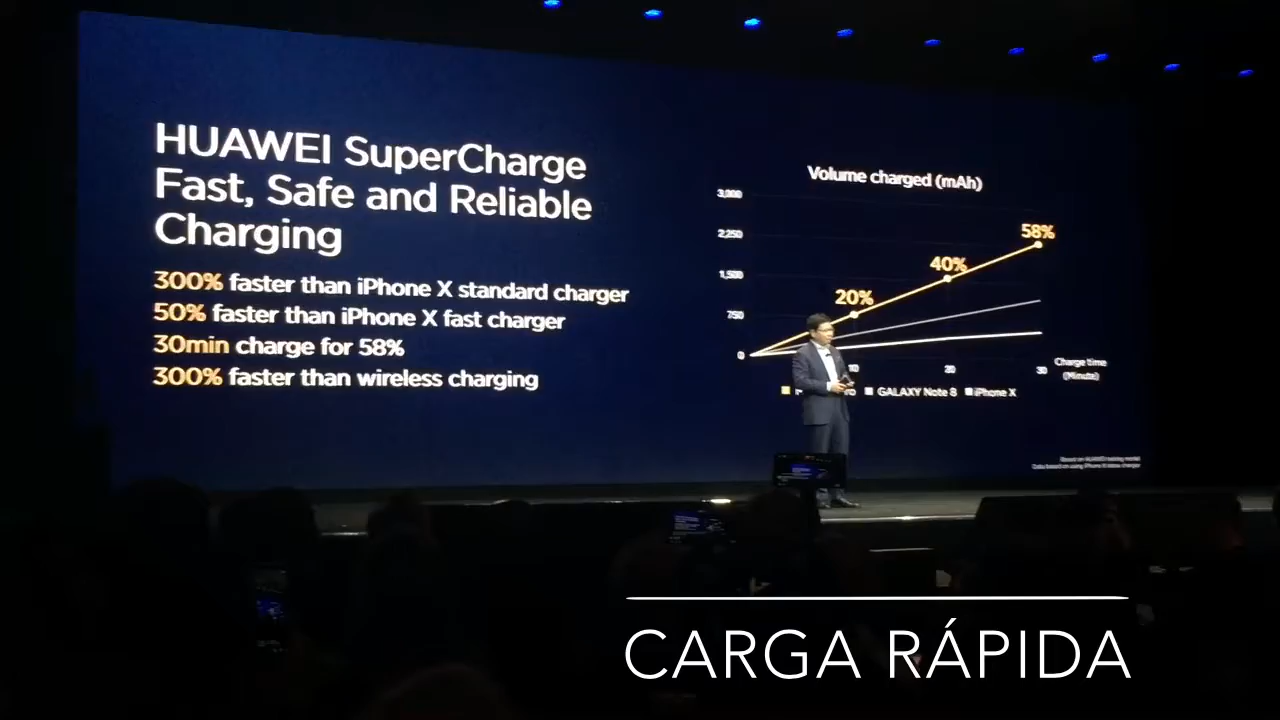 HUAWEI SuperCharge
Fast, Safe and Reliable
Charging
300% faster than iPhone X standard charger
50% faster than iPhone X fast charger
30min charge for 58%
300% faster than wireless charging
Volume charged (mAh)
3,000
2,250
1,500
750
0
20%
40%
58%
20
30
Charge time
(Minute)
GALAXY Note 8
iPhone X
CARGA RÁPIDA